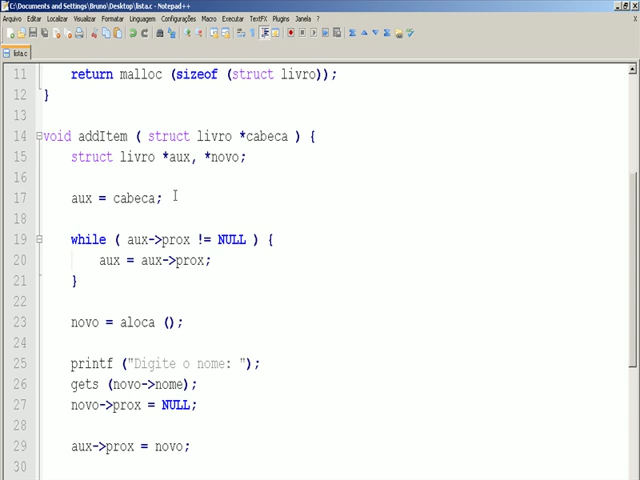 C:\Documents and Settings\Bruno\Desktop\lista.c - Notepad++
Arquivo Editar Localizar Visualizar Formatar Linguagem Configurações Macro Executar TextFX Plugins Janela ? X
lista.c
11 return malloc (sizeof (struct livro));
12 }
13
14 void addItem ( struct livro *cabeca ) {
15 struct livro *aux, *novo;
16
17 aux = cabeca;
18
19 while ( aux->prox != NULL ) {
20 aux = aux->prox;
21 }
22
23 novo = aloca ();
24
25 printf ("Digite o nome: ");
26 gets (novo->nome);
27 novo->prox = NULL;
28
29 aux->prox = novo;
30